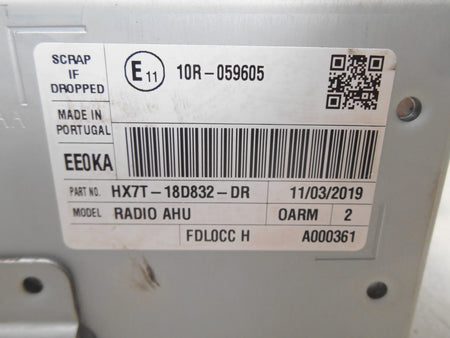 SCRAP
IF
DROPPED
E 11
10R-059605
MADE IN
PORTUGAL
EE0KA
PART NO. HX7T-18D832-DR 11/03/2019
MODEL RADIO AHU OARM 2
FDL0CC H A000361